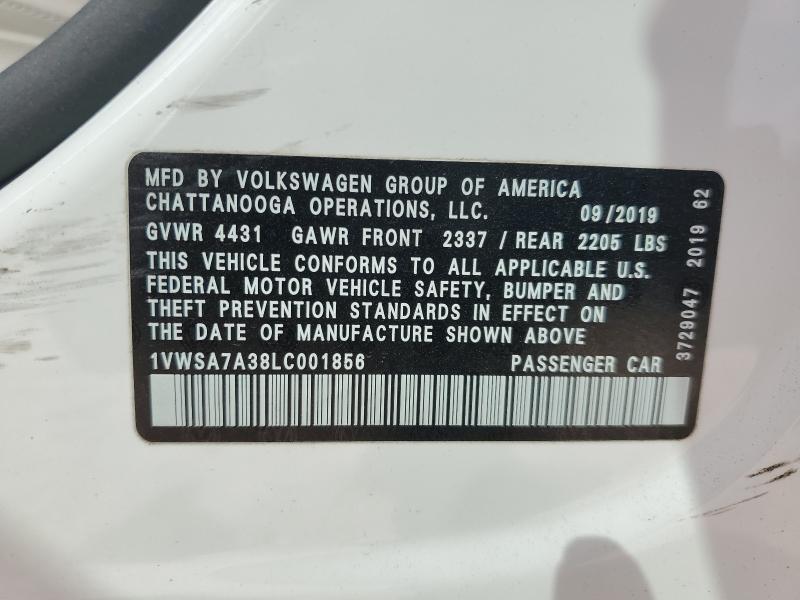 MFD BY VOLKSWAGEN GROUP OF AMERICA
CHATTANOOGA OPERATIONS, LLC. 09/2019
GVWR 4431 GAWR FRONT 2337 / REAR 2205 LBS
THIS VEHICLE CONFORMS TO ALL APPLICABLE U.S.
FEDERAL MOTOR VEHICLE SAFETY, BUMPER AND
THEFT PREVENTION STANDARDS IN EFFECT ON
THE DATE OF MANUFACTURE SHOWN ABOVE
1VWSA7A38LC001856 PASSENGER CAR
3729047 2019 62